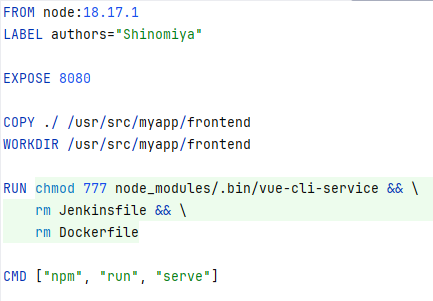 FROM node:18.17.1
LABEL authors="Shinomiya"
EXPOSE 8080
COPY ./ /usr/src/myapp/frontend
WORKDIR /usr/src/myapp/frontend
RUN chmod 777 node_modules/.bin/vue-cli-service && \
    rm Jenkinsfile && \
    rm Dockerfile
CMD ["npm", "run", "serve"]